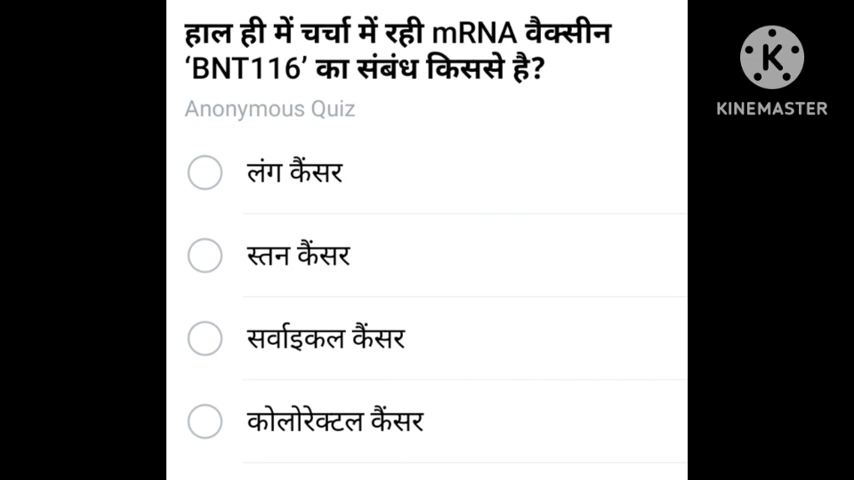 हाल ही में चर्चा में रही mRNA वैक्सीन
‘BNT116’ का संबंध किससे है?
Anonymous Quiz
लंग कैंसर
स्तन कैंसर
सर्वाइकल कैंसर
कोलोरेक्टल कैंसर
K
KINEMASTER